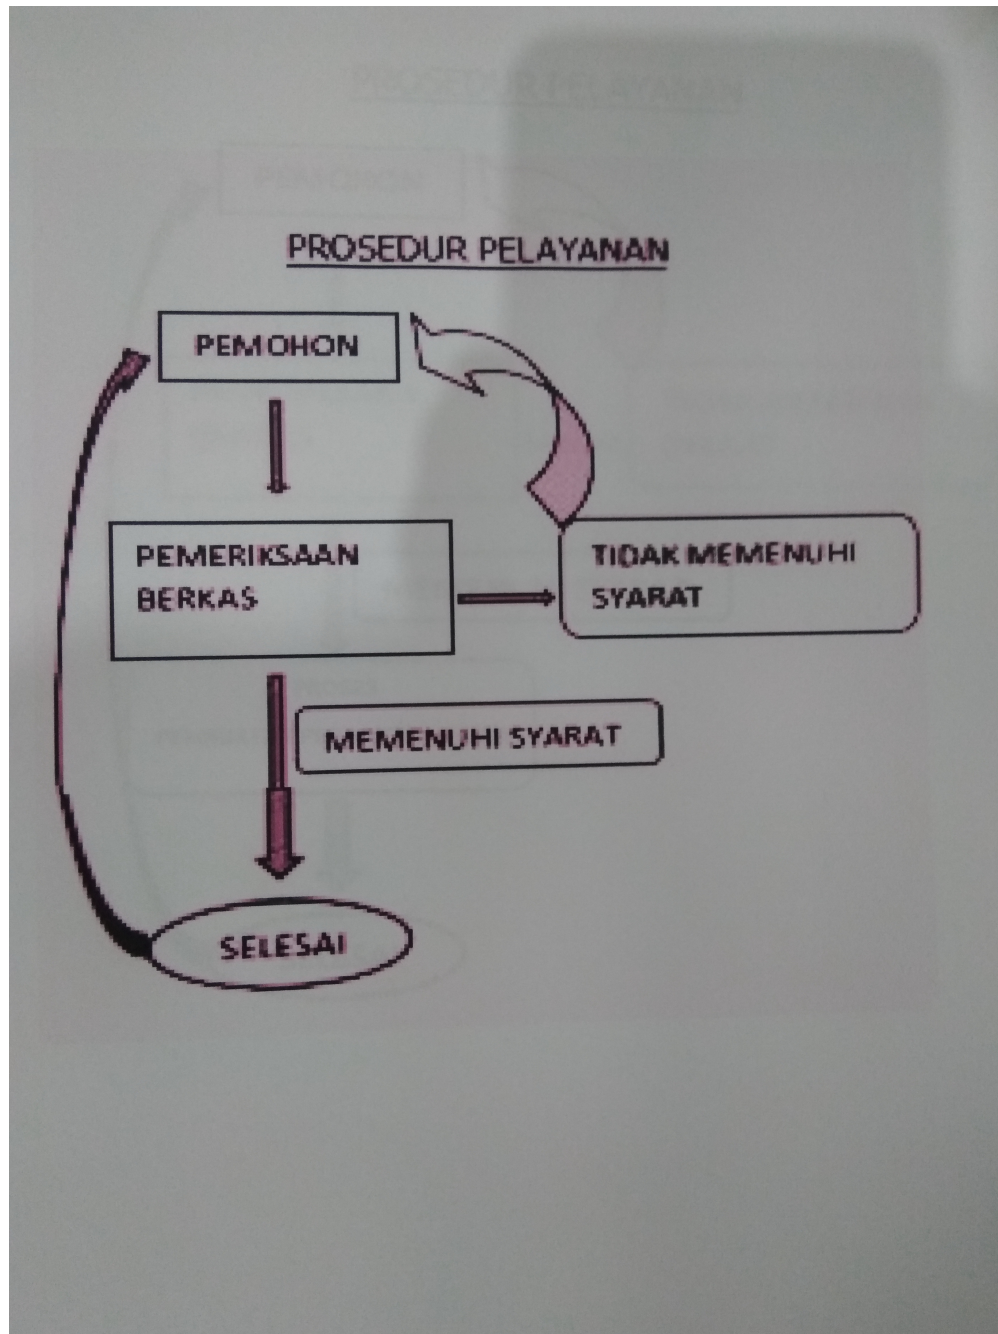 PROSEDUR PELAYANAN
PEMOHON
PEMERIKSAAN
BERKAS
TIDAK MEMENUHI
SYARAT
MEMENUHI SYARAT
SELESAI